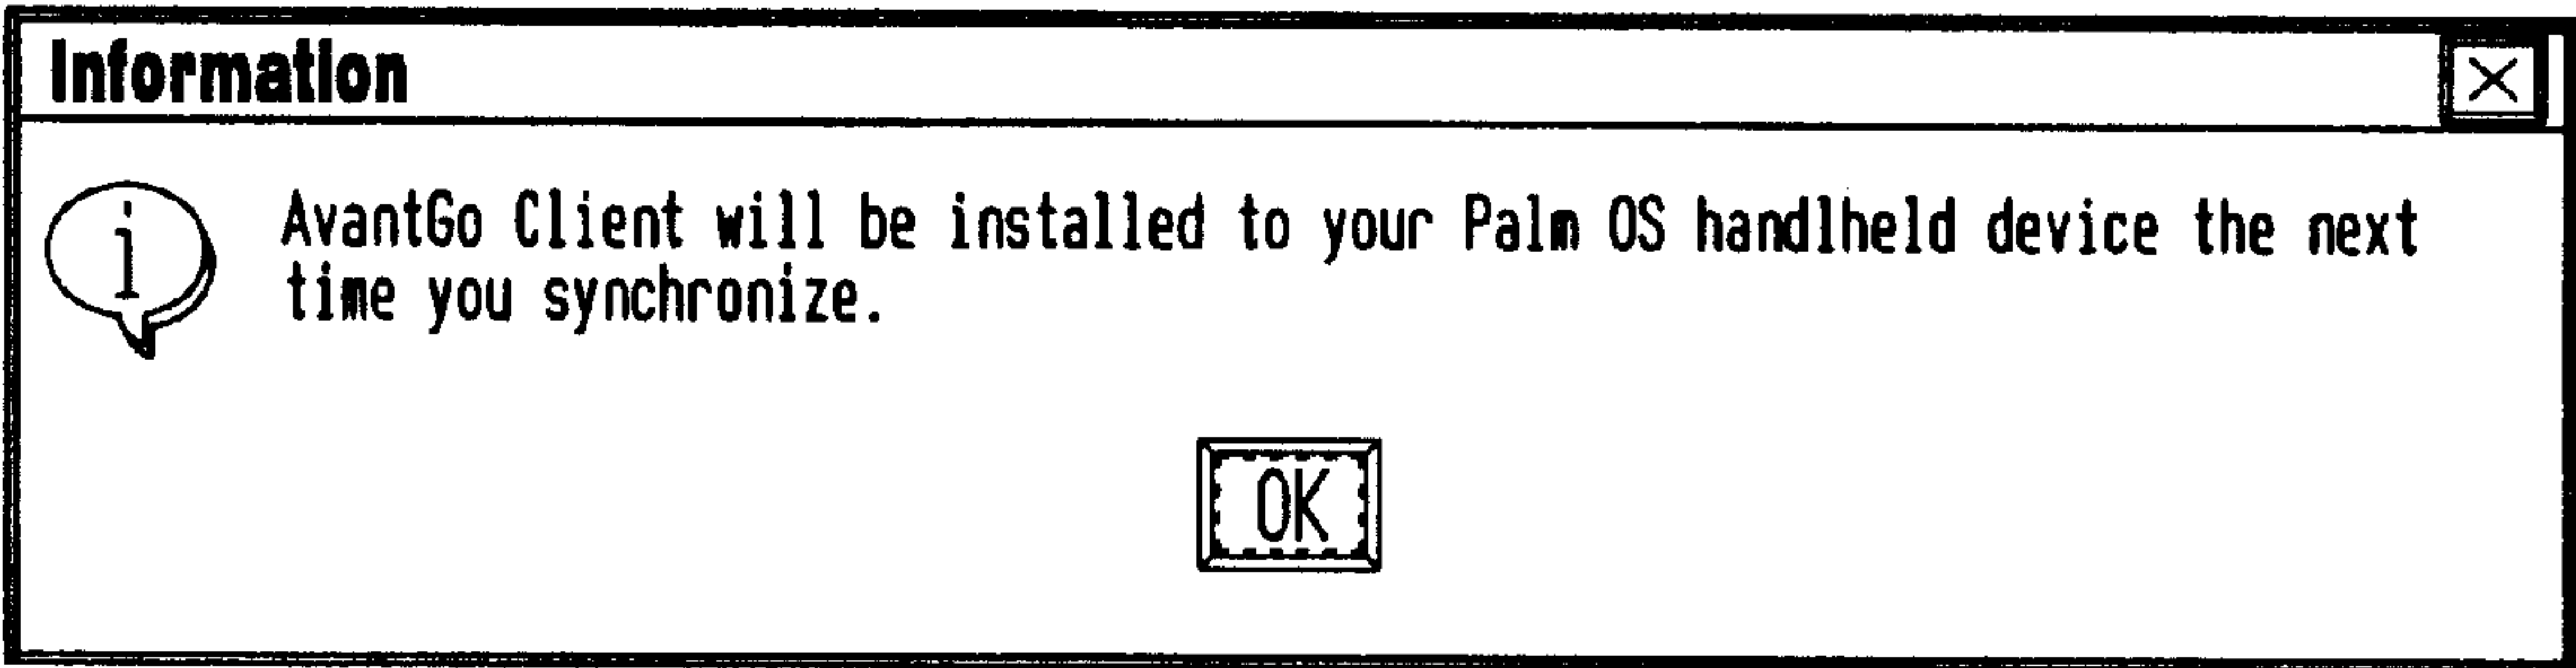 Information
i
AvantGo Client will be installed to your Palm OS handlheld device the next
time you synchronize.
OK